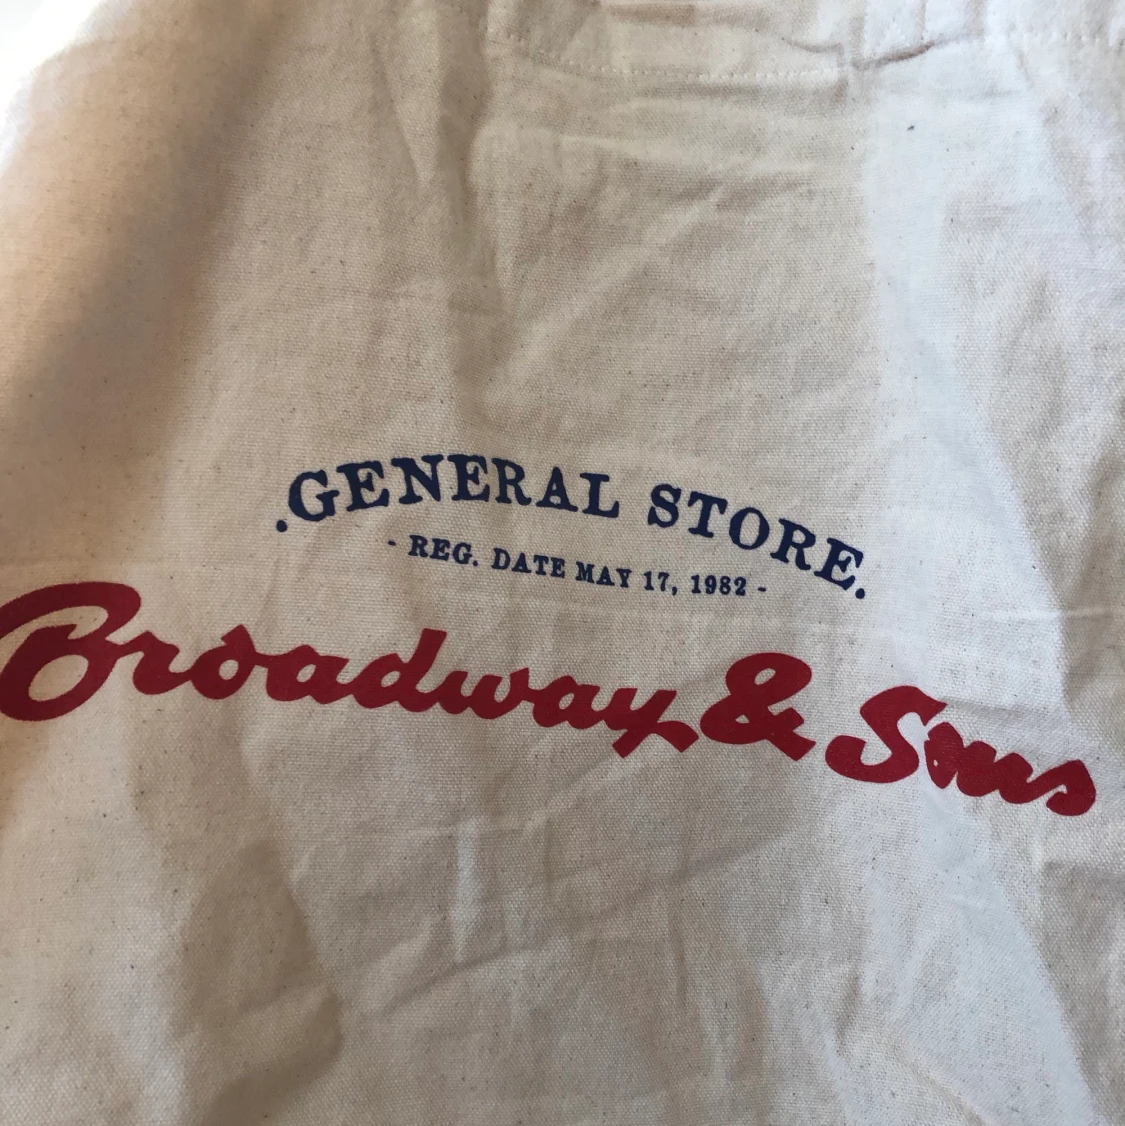 .GENERAL STORE.
- REG. DATE MAY 17, 1982 -
Broadway & Sons